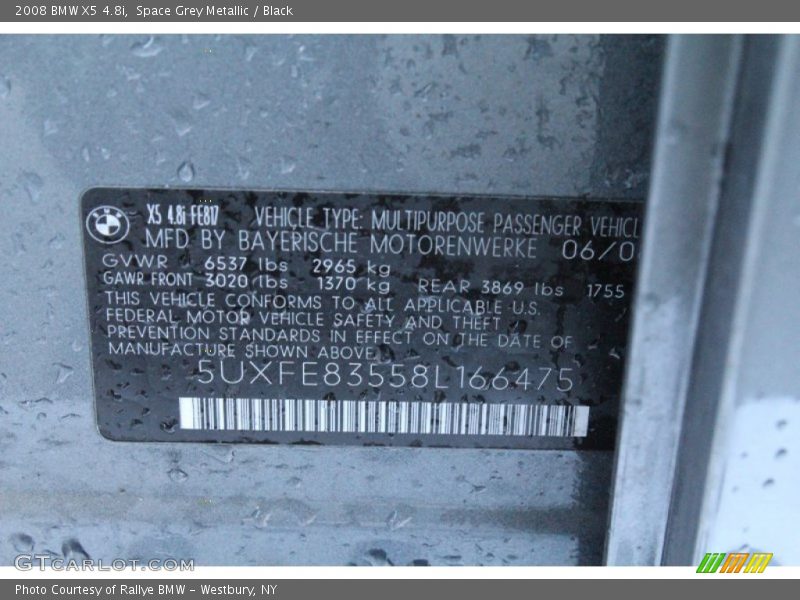 2008 BMW X5 4.8i, Space Grey Metallic / Black
X5 4.8i FE817 VEHICLE TYPE: MULTIPURPOSE PASSENGER VEHICL
MFD BY BAYERISCHE MOTORENWERKE 06/0
GVWR 6537 lbs 2965 kg
GAWR FRONT 3020 lbs 1370 kg REAR 3869 lbs 1755
THIS VEHICLE CONFORMS TO ALL APPLICABLE U.S.
FEDERAL MOTOR VEHICLE SAFETY AND THEFT
PREVENTION STANDARDS IN EFFECT ON THE DATE OF
MANUFACTURE SHOWN ABOVE.
5UXFE83558L166475
GTCARLOT.COM
Photo Courtesy of Rallye BMW - Westbury, NY